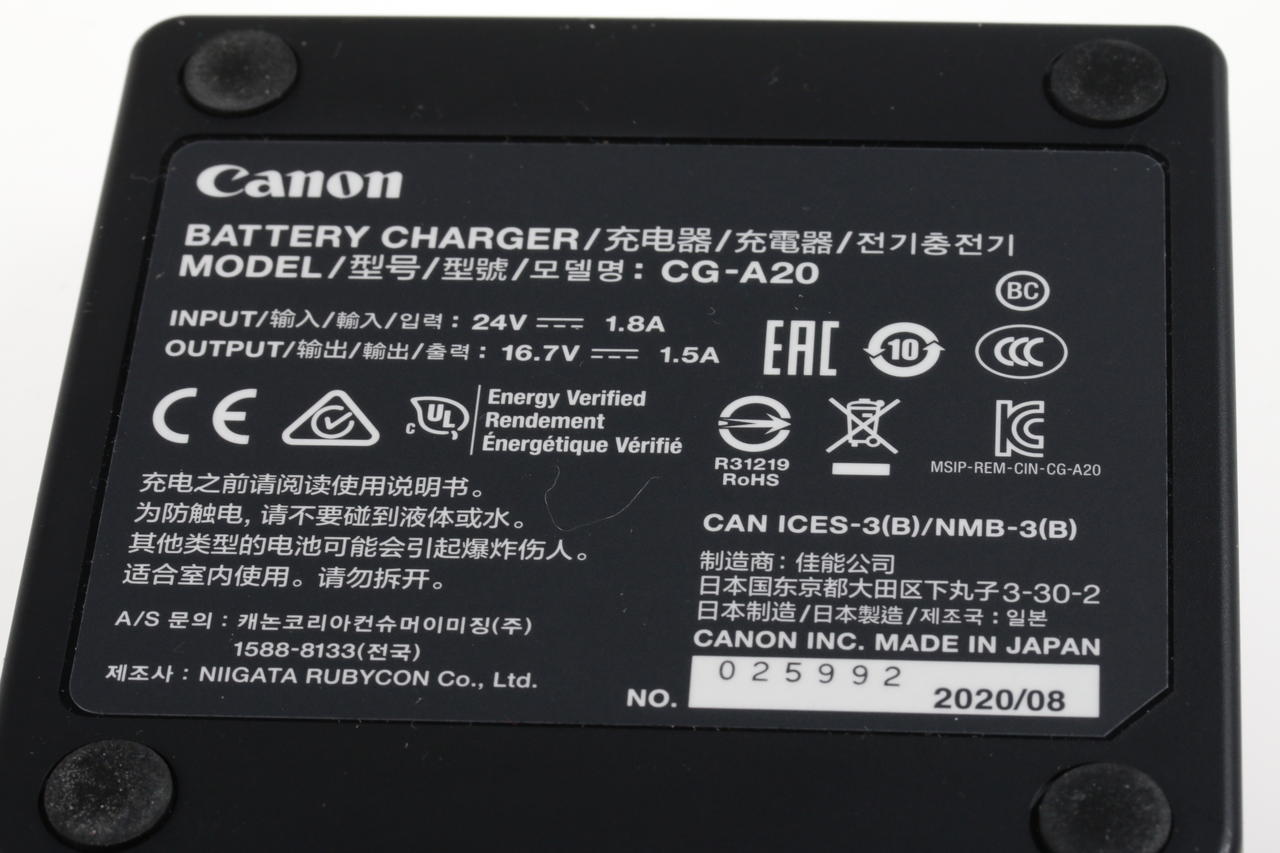 Canon
BATTERY CHARGER/充电器/充電器/전기충전기
MODEL/型号/型號/모델명: CG-A20
BC
INPUT/输入/輸入/입력: 24V ⎓ 1.8A
OUTPUT/输出/輸出/출력: 16.7V ⎓ 1.5A
EAC 10 CCC
CE c UL Energy Verified
Rendement
Énergétique Vérifié
R31219
RoHS
MSIP-REM-CIN-CG-A20
充电之前请阅读使用说明书。
为防触电, 请不要碰到液体或水。
其他类型的电池可能会引起爆炸伤人。
适合室内使用。请勿拆开。
A/S 문의 : 캐논코리아컨슈머이미징(주)
1588-8133(전국)
제조사 : NIIGATA RUBYCON Co., Ltd.
CAN ICES-3(B)/NMB-3(B)
制造商: 佳能公司
日本国东京都大田区下丸子3-30-2
日本制造/日本製造/제조국 : 일본
CANON INC. MADE IN JAPAN
NO. 025992 2020/08